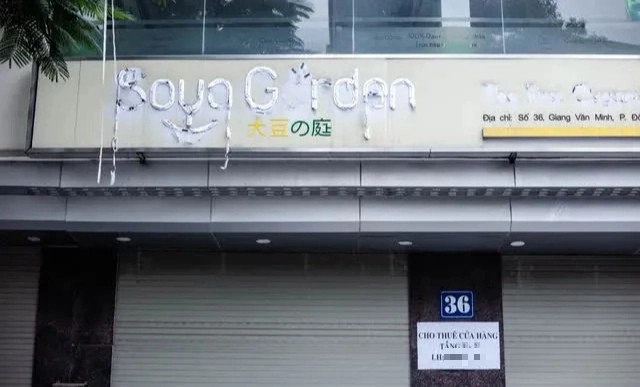 Soya Garden
大豆の庭
Địa chỉ: Số 36, Giang Văn Minh, P. Đ
36
CHO THUÊ CỬA HÀNG
TẦNG
LH: